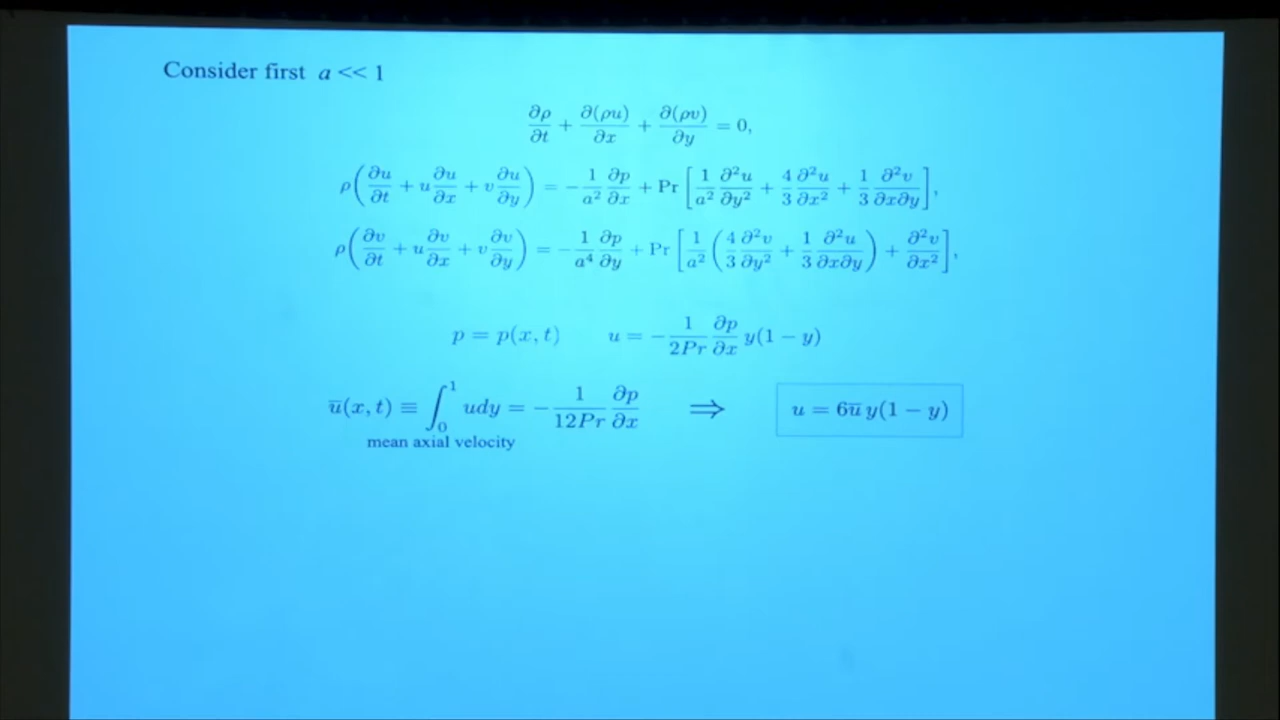 Consider first a << 1
∂ρ/∂t + ∂(ρu)/∂x + ∂(ρv)/∂y = 0,
ρ(∂u/∂t + u ∂u/∂x + v ∂u/∂y) = − 1/a² ∂p/∂x + Pr [1/a² ∂²u/∂y² + 4/3 ∂²u/∂x² + 1/3 ∂²v/∂x∂y],
ρ(∂v/∂t + u ∂v/∂x + v ∂v/∂y) = − 1/a⁴ ∂p/∂y + Pr [1/a² (4/3 ∂²v/∂y² + 1/3 ∂²u/∂x∂y) + ∂²v/∂x²],
p = p(x, t) u = − 1/2Pr ∂p/∂x y(1 − y)
u̅(x, t) ≡ ∫₀¹ udy = − 1/12Pr ∂p/∂x ⇒ u = 6u̅ y(1 − y)
mean axial velocity